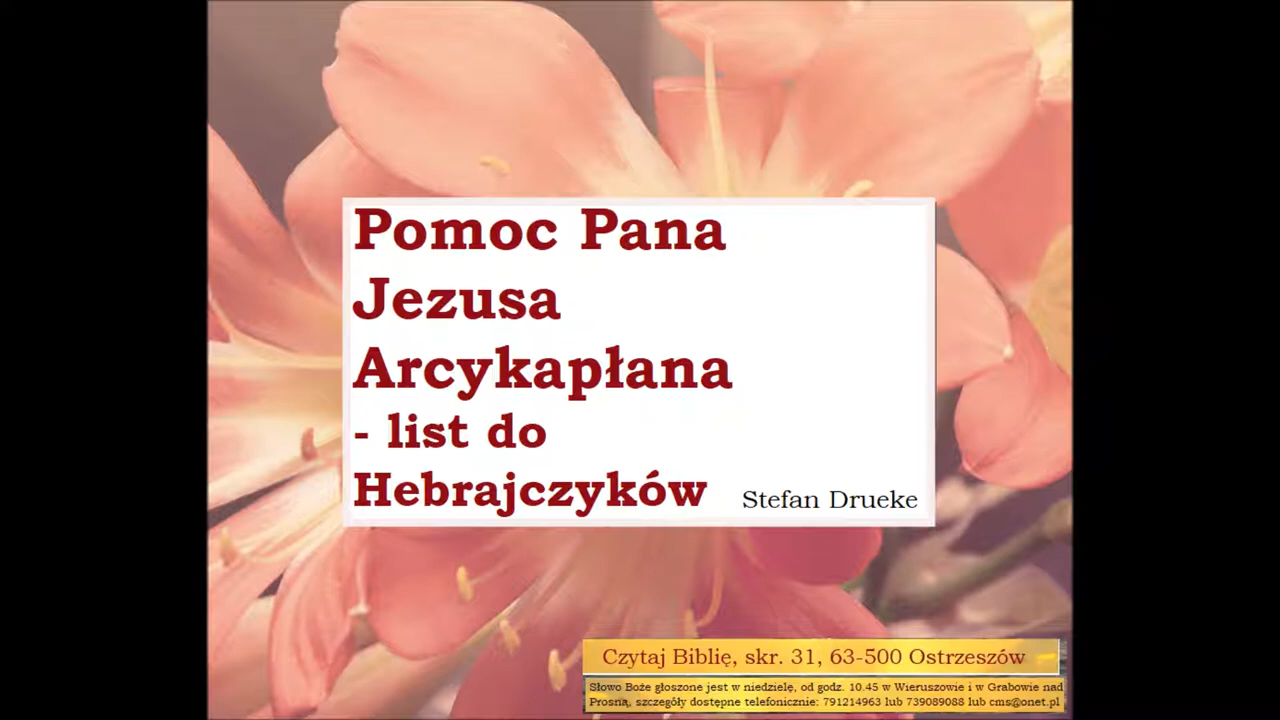 Pomoc Pana
Jezusa
Arcykapłana
- list do
Hebrajczyków
Stefan Drueke
Czytaj Biblię, skr. 31, 63-500 Ostrzeszów
Słowo Boże głoszone jest w niedzielę, od godz. 10.45 w Wieruszowie i w Grabowie nad
Prosną, szczegóły dostępne telefonicznie: 791214963 lub 739089088 lub cms@onet.pl